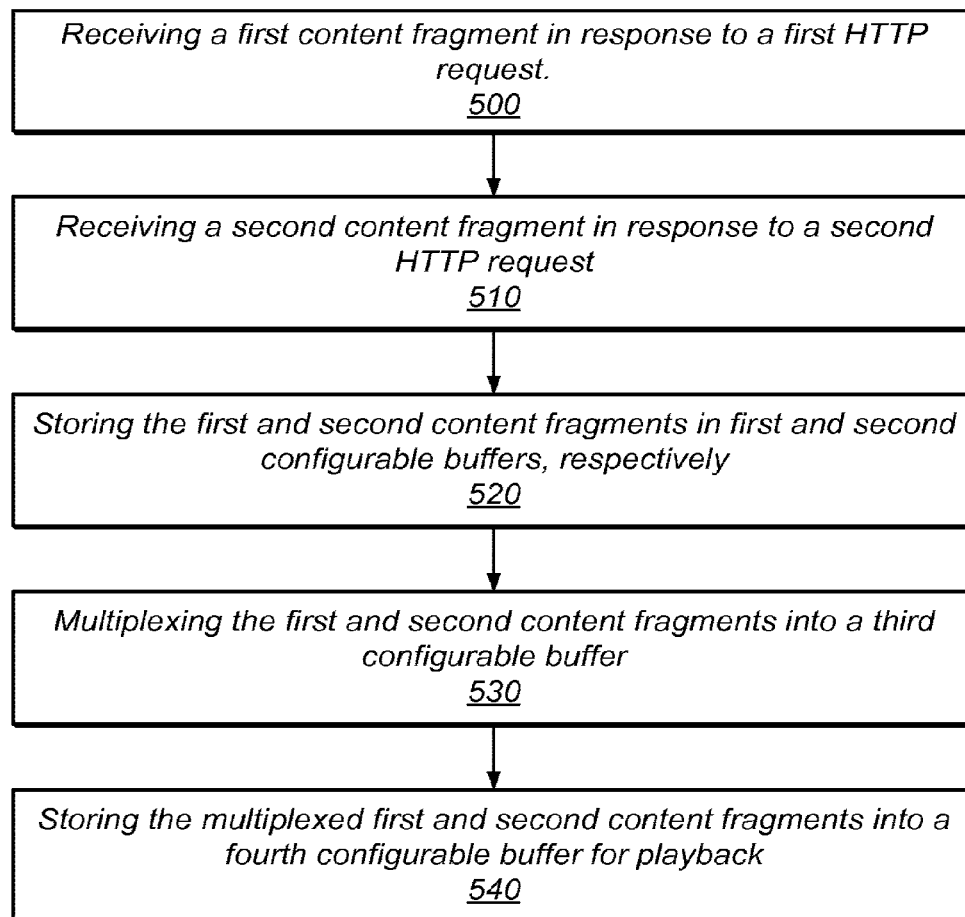 Receiving a first content fragment in response to a first HTTP
request.
500
Receiving a second content fragment in response to a second
HTTP request
510
Storing the first and second content fragments in first and second
configurable buffers, respectively
520
Multiplexing the first and second content fragments into a third
configurable buffer
530
Storing the multiplexed first and second content fragments into a
fourth configurable buffer for playback
540